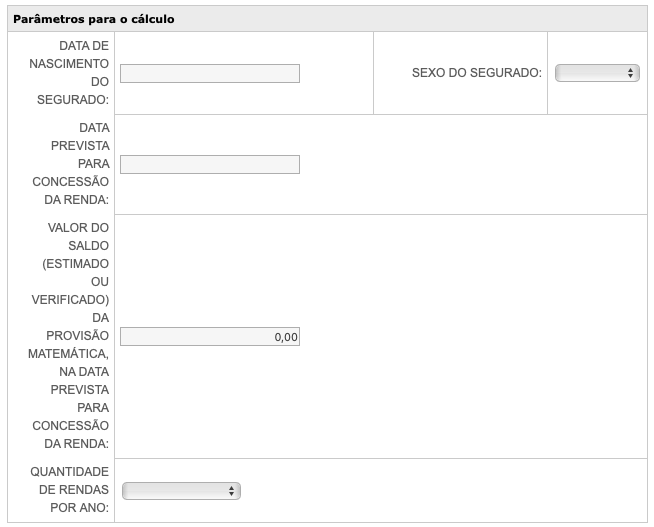 Parâmetros para o cálculo
DATA DE
NASCIMENTO
DO
SEGURADO:
SEXO DO SEGURADO:
DATA
PREVISTA
PARA
CONCESSÃO
DA RENDA:
VALOR DO
SALDO
(ESTIMADO
OU
VERIFICADO)
DA
PROVISÃO
MATEMÁTICA,
NA DATA
PREVISTA
PARA
CONCESSÃO
DA RENDA:
0,00
QUANTIDADE
DE RENDAS
POR ANO: